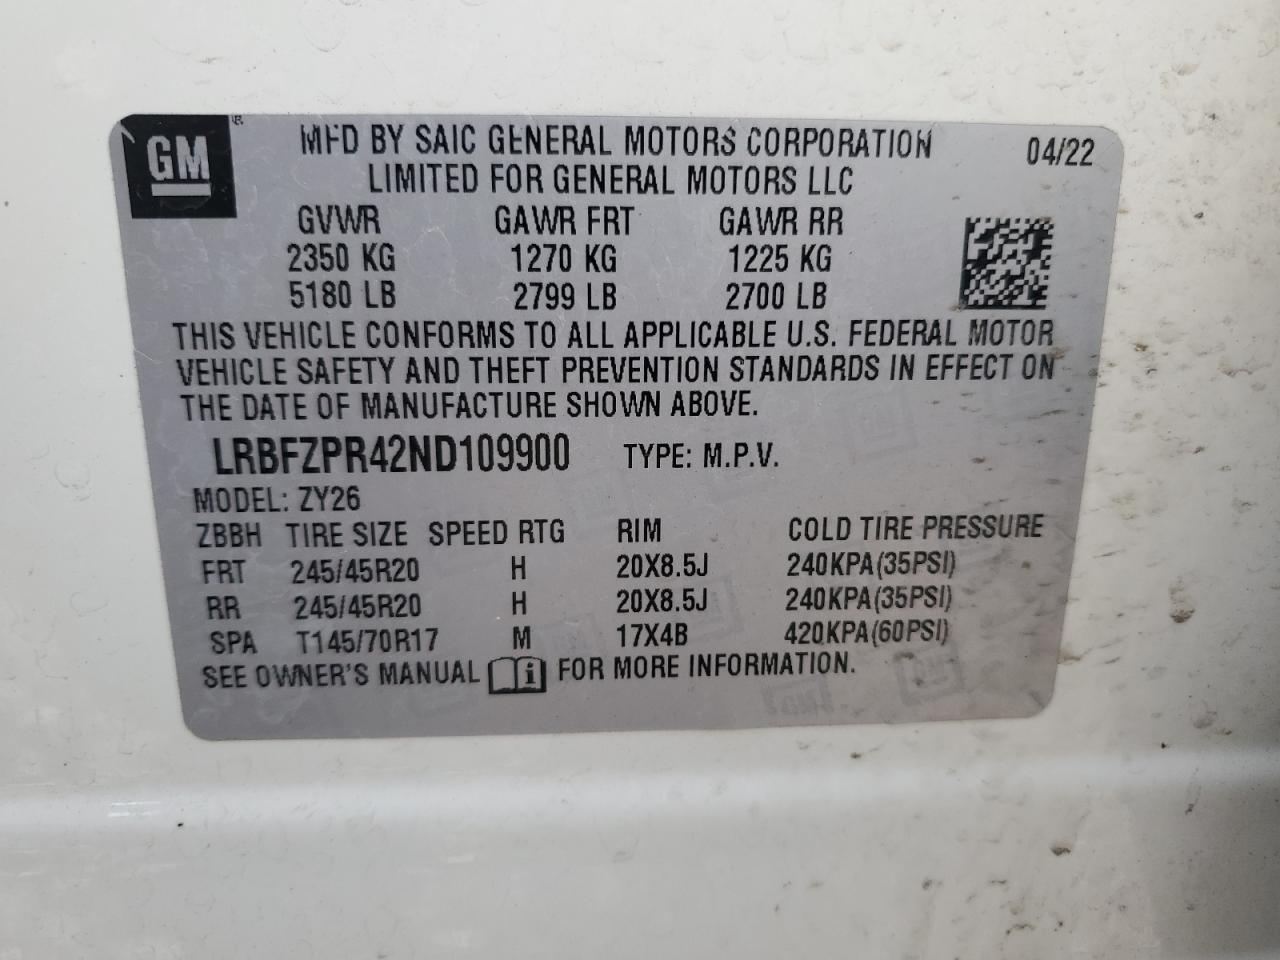 GM
MFD BY SAIC GENERAL MOTORS CORPORATION 04/22
LIMITED FOR GENERAL MOTORS LLC
GVWR GAWR FRT GAWR RR
2350 KG 1270 KG 1225 KG
5180 LB 2799 LB 2700 LB
THIS VEHICLE CONFORMS TO ALL APPLICABLE U.S. FEDERAL MOTOR
VEHICLE SAFETY AND THEFT PREVENTION STANDARDS IN EFFECT ON
THE DATE OF MANUFACTURE SHOWN ABOVE.
LRBFZPR42ND109900 TYPE: M.P.V.
MODEL: ZY26
ZBBH TIRE SIZE SPEED RTG RIM COLD TIRE PRESSURE
FRT 245/45R20 H 20X8.5J 240KPA(35PSI)
RR 245/45R20 H 20X8.5J 240KPA(35PSI)
SPA T145/70R17 M 17X4B 420KPA(60PSI)
SEE OWNER'S MANUAL i FOR MORE INFORMATION.